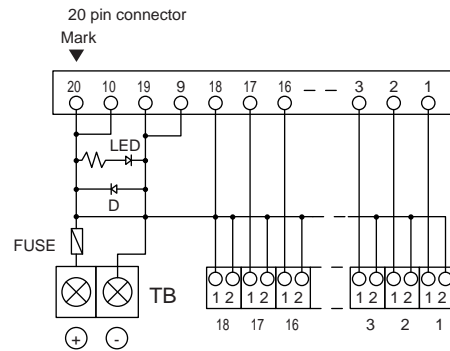 20 pin connector
Mark
20 10 19 9 18 17 16 3 2 1
LED
D
FUSE
TB
1 2 1 2 1 2 1 2 1 2 1 2
18 17 16 3 2 1
+ -